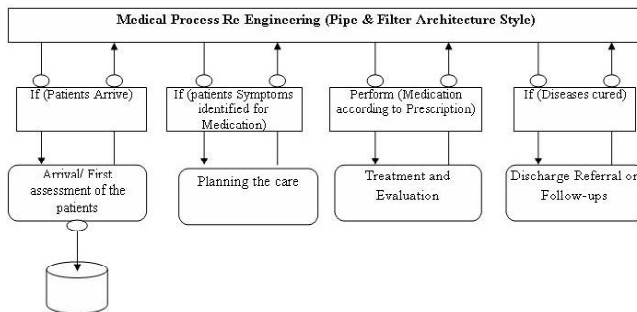 Medical Process Re Engineering (Pipe & Filter Architecture Style)
If (Patients Arrive)
If (patients Symptoms
identified for
Medication)
Perform (Medication
according to Prescription)
If (Diseases cured)
Arrival/ First
assessment of the
patients
Planning the care
Treatment and
Evaluation
Discharge Referral or
Follow-ups